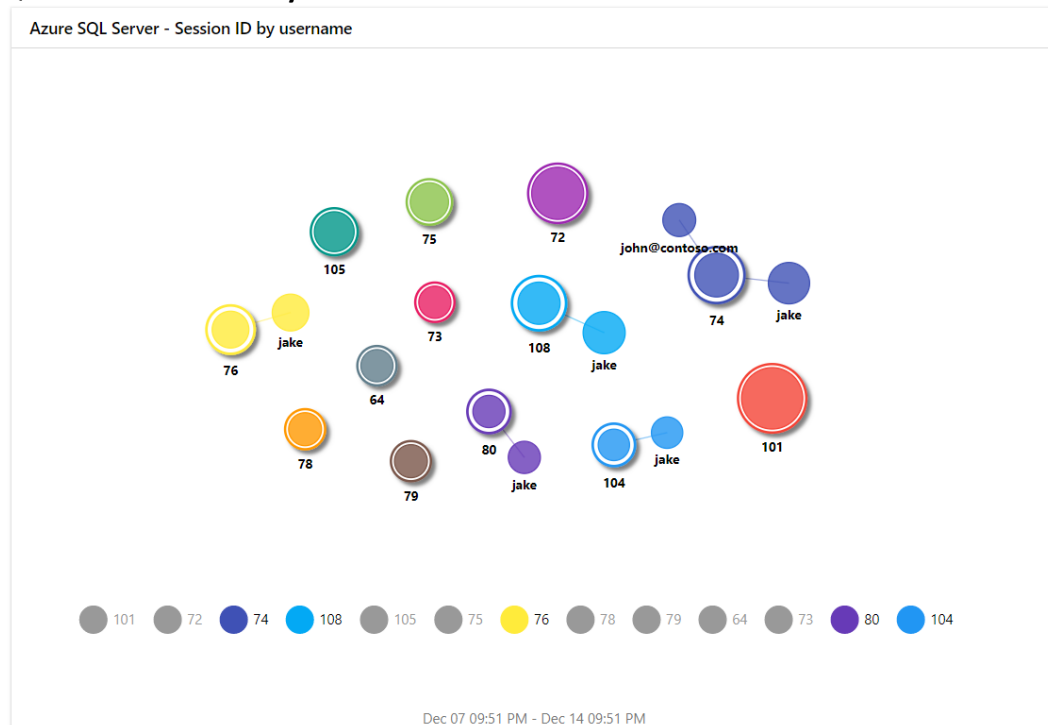 Azure SQL Server - Session ID by username
72
75
john@contoso.com
105
jake
74
73
jake
108
76
jake
64
101
80
jake
78
104
jake
79
101 72 74 108 105 75 76 78 79 64 73 80 104
Dec 07 09:51 PM - Dec 14 09:51 PM